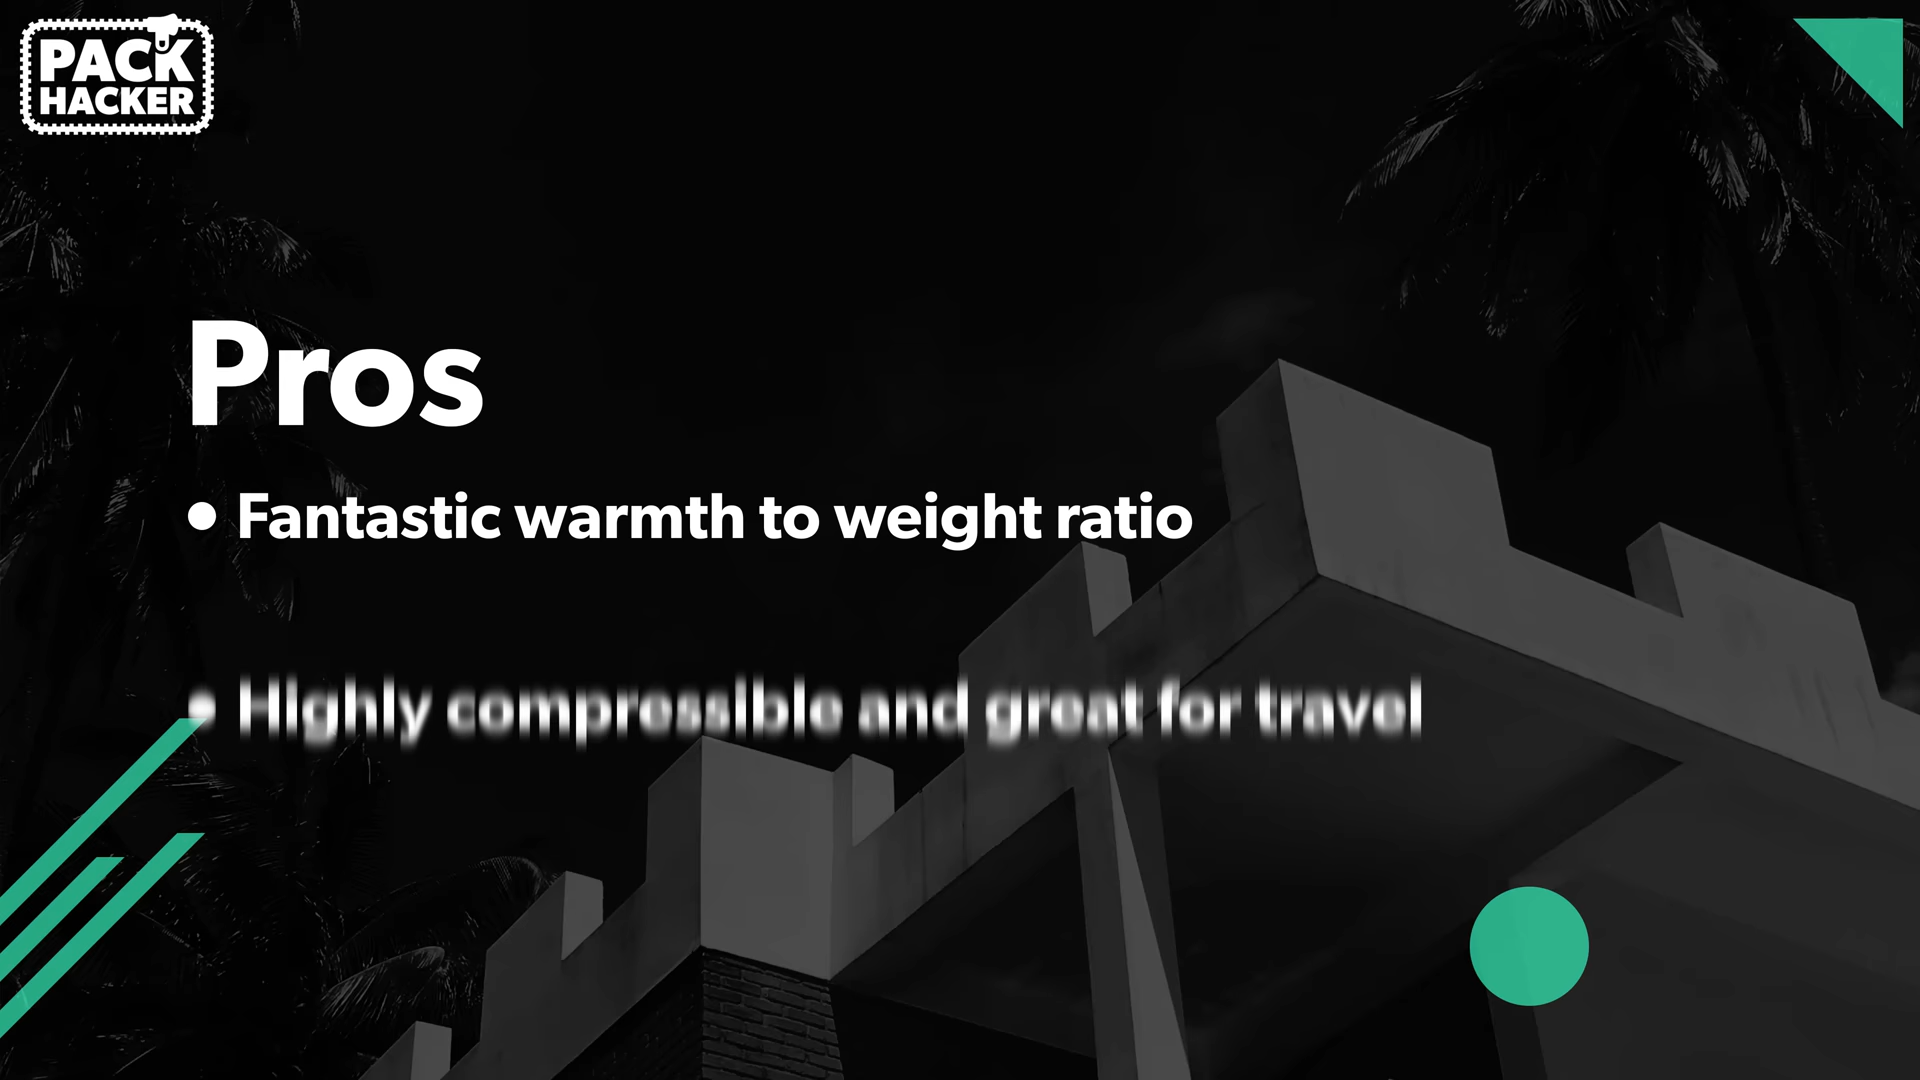 PACK
HACKER
Pros
• Fantastic warmth to weight ratio
• Highly compressible and great for travel